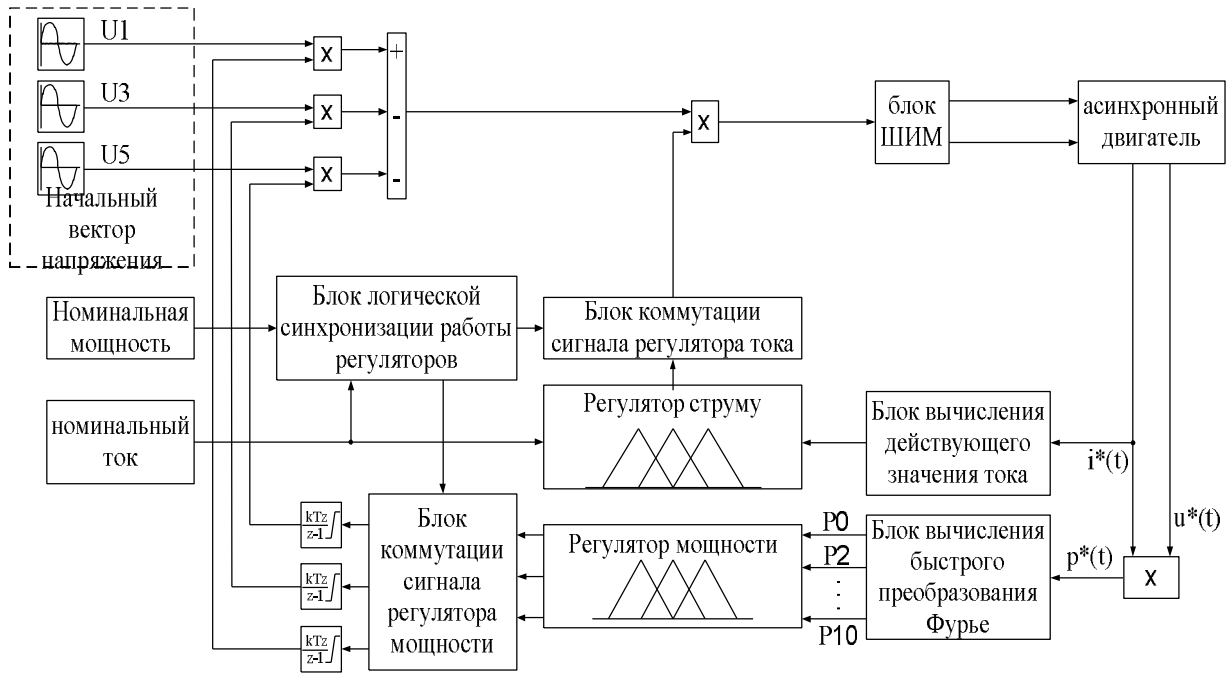 U1
X
+
U3
X
-
X
блок
ШИМ
асинхронный
двигатель
U5
X
-
Начальный
вектор
напряжения
Номинальная
мощность
Блок логической
синхронизации работы
регуляторов
Блок коммутации
сигнала регулятора тока
номинальный
ток
Регулятор струму
Блок вычисления
действующего
значения тока
i*(t)
u*(t)
kTz
z-1
kTz
z-1
kTz
z-1
Блок
коммутации
сигнала
регулятора
мощности
Регулятор мощности
P0
P2
P10
Блок вычисления
быстрого
преобразования
Фурье
p*(t)
X